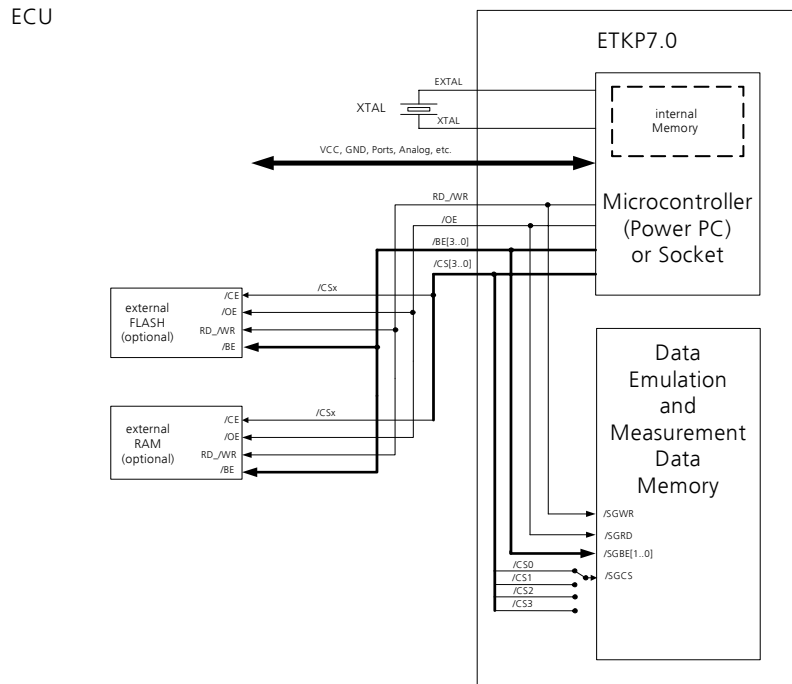 ECU
ETKP7.0
EXTAL
XTAL
XTAL
internal
Memory
VCC, GND, Ports, Analog, etc.
Microcontroller
(Power PC)
or Socket
RD_/WR
/OE
/BE[3..0]
/CS[3..0]
external
FLASH
(optional)
/CE
/OE
RD_/WR
/BE
/CSx
external
RAM
(optional)
/CE
/OE
RD_/WR
/BE
/CSx
Data
Emulation
and
Measurement
Data
Memory
/SGWR
/SGRD
/SGBE[1..0]
/SGCS
/CS0
/CS1
/CS2
/CS3